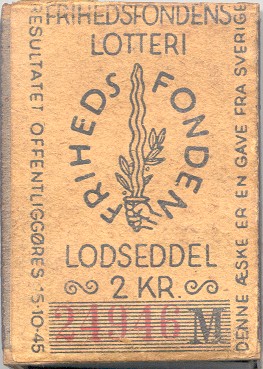 FRIHEDSFONDENS
LOTTERI
FRIHEDS
FONDEN
LODSEDDEL
2 KR.
24946 M
RESULTATET OFFENTLIGGØRES 15-10-45
DENNE ÆSKE ER EN GAVE FRA SVERIGE